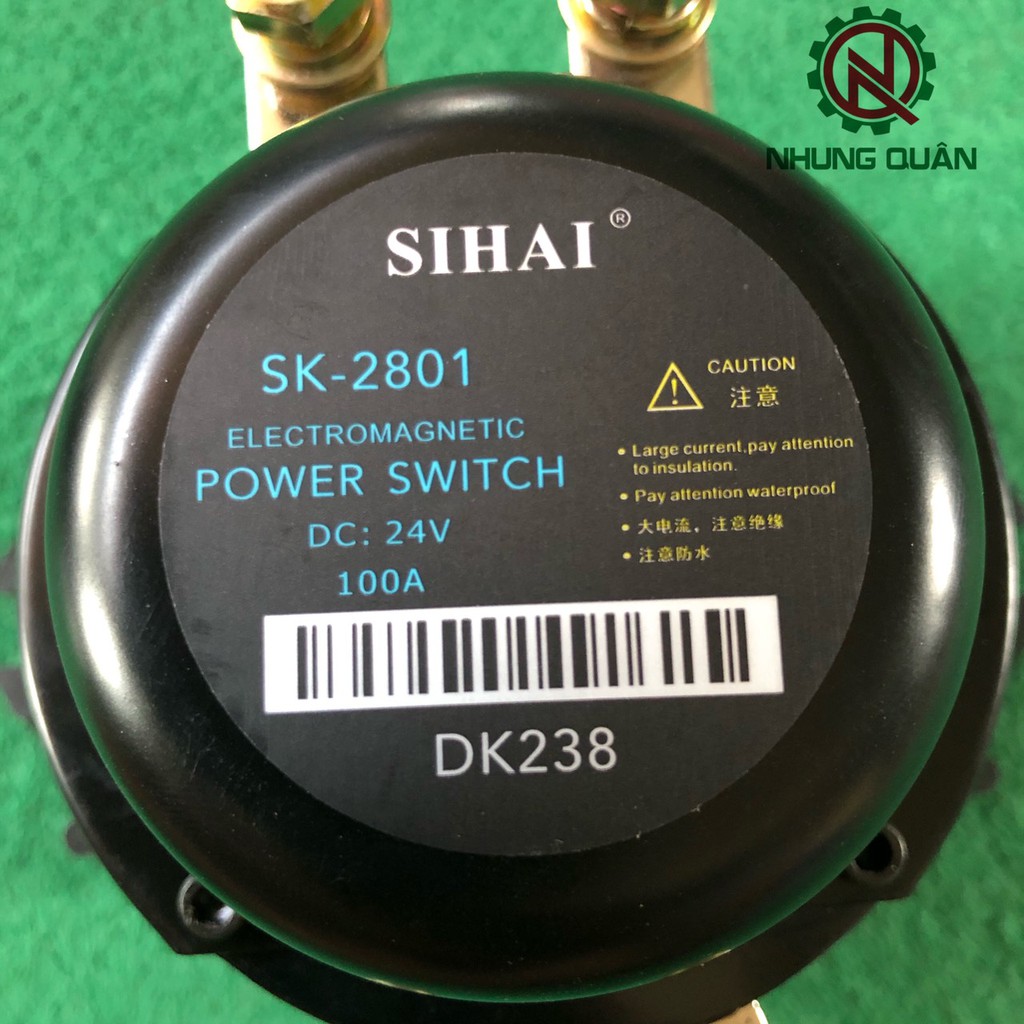 NHUNG QUÂN
SIHAI ®
SK-2801
ELECTROMAGNETIC
POWER SWITCH
DC: 24V
100A
CAUTION
注意
• Large current,pay attention
to insulation.
• Pay attention waterproof
• 大电流，注意绝缘
• 注意防水
DK238